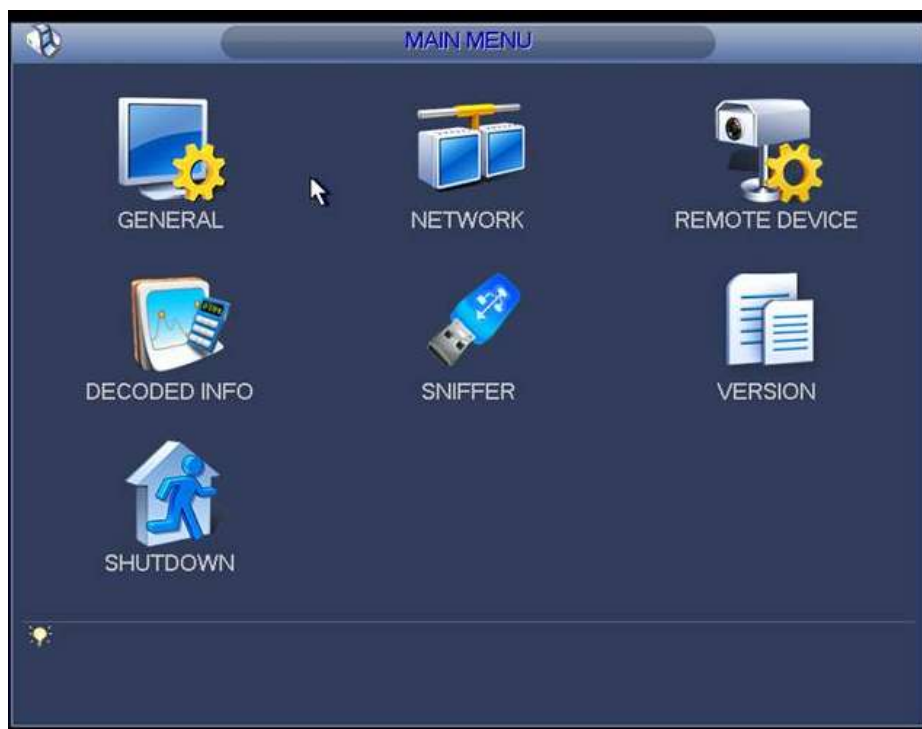 MAIN MENU
GENERAL
NETWORK
REMOTE DEVICE
DECODED INFO
SNIFFER
VERSION
SHUTDOWN